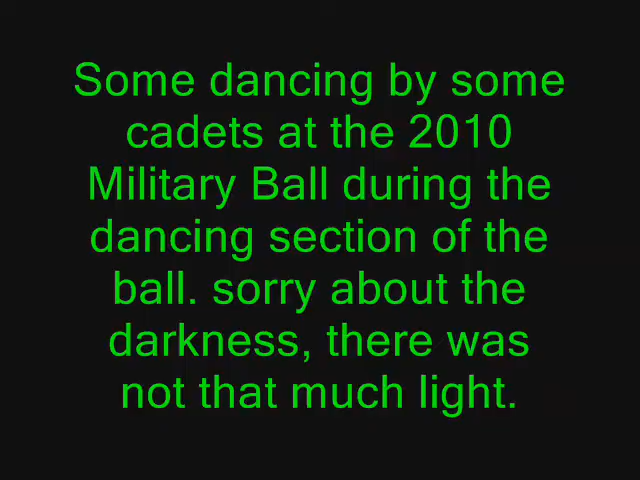 Some dancing by some
cadets at the 2010
Military Ball during the
dancing section of the
ball. sorry about the
darkness, there was
not that much light.